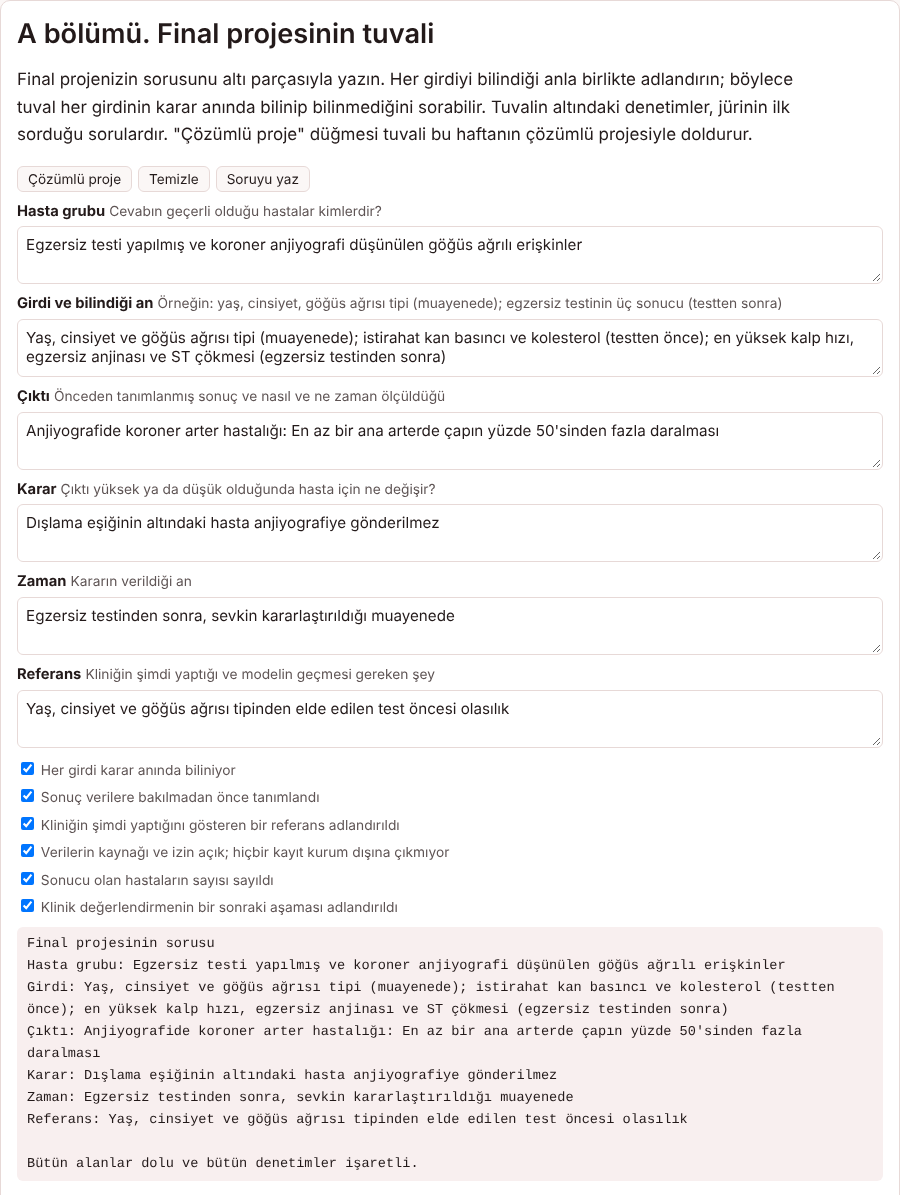 A bölümü. Final projesinin tuvali
Final projenizin sorusunu altı parçasıyla yazın. Her girdiyi bilindiği anla birlikte adlandırın; böylece
tuval her girdinin karar anında bilinip bilinmediğini sorabilir. Tuvalin altındaki denetimler, jürinin ilk
sorduğu sorulardır. "Çözümlü proje" düğmesi tuvali bu haftanın çözümlü projesiyle doldurur.
Çözümlü proje Temizle Soruyu yaz
Hasta grubu Cevabın geçerli olduğu hastalar kimlerdir?
Egzersiz testi yapılmış ve koroner anjiyografi düşünülen göğüs ağrılı erişkinler
Girdi ve bilindiği an Örneğin: yaş, cinsiyet, göğüs ağrısı tipi (muayenede); egzersiz testinin üç sonucu (testten sonra)
Yaş, cinsiyet ve göğüs ağrısı tipi (muayenede); istirahat kan basıncı ve kolesterol (testten önce); en yüksek kalp hızı,
egzersiz anjinası ve ST çökmesi (egzersiz testinden sonra)
Çıktı Önceden tanımlanmış sonuç ve nasıl ve ne zaman ölçüldüğü
Anjiyografide koroner arter hastalığı: En az bir ana arterde çapın yüzde 50'sinden fazla daralması
Karar Çıktı yüksek ya da düşük olduğunda hasta için ne değişir?
Dışlama eşiğinin altındaki hasta anjiyografiye gönderilmez
Zaman Kararın verildiği an
Egzersiz testinden sonra, sevkin kararlaştırıldığı muayenede
Referans Kliniğin şimdi yaptığı ve modelin geçmesi gereken şey
Yaş, cinsiyet ve göğüs ağrısı tipinden elde edilen test öncesi olasılık
Her girdi karar anında biliniyor
Sonuç verilere bakılmadan önce tanımlandı
Kliniğin şimdi yaptığını gösteren bir referans adlandırıldı
Verilerin kaynağı ve izin açık; hiçbir kayıt kurum dışına çıkmıyor
Sonucu olan hastaların sayısı sayıldı
Klinik değerlendirmenin bir sonraki aşaması adlandırıldı
Final projesinin sorusu
Hasta grubu: Egzersiz testi yapılmış ve koroner anjiyografi düşünülen göğüs ağrılı erişkinler
Girdi: Yaş, cinsiyet ve göğüs ağrısı tipi (muayenede); istirahat kan basıncı ve kolesterol (testten
önce); en yüksek kalp hızı, egzersiz anjinası ve ST çökmesi (egzersiz testinden sonra)
Çıktı: Anjiyografide koroner arter hastalığı: En az bir ana arterde çapın yüzde 50'sinden fazla
daralması
Karar: Dışlama eşiğinin altındaki hasta anjiyografiye gönderilmez
Zaman: Egzersiz testinden sonra, sevkin kararlaştırıldığı muayenede
Referans: Yaş, cinsiyet ve göğüs ağrısı tipinden elde edilen test öncesi olasılık
Bütün alanlar dolu ve bütün denetimler işaretli.